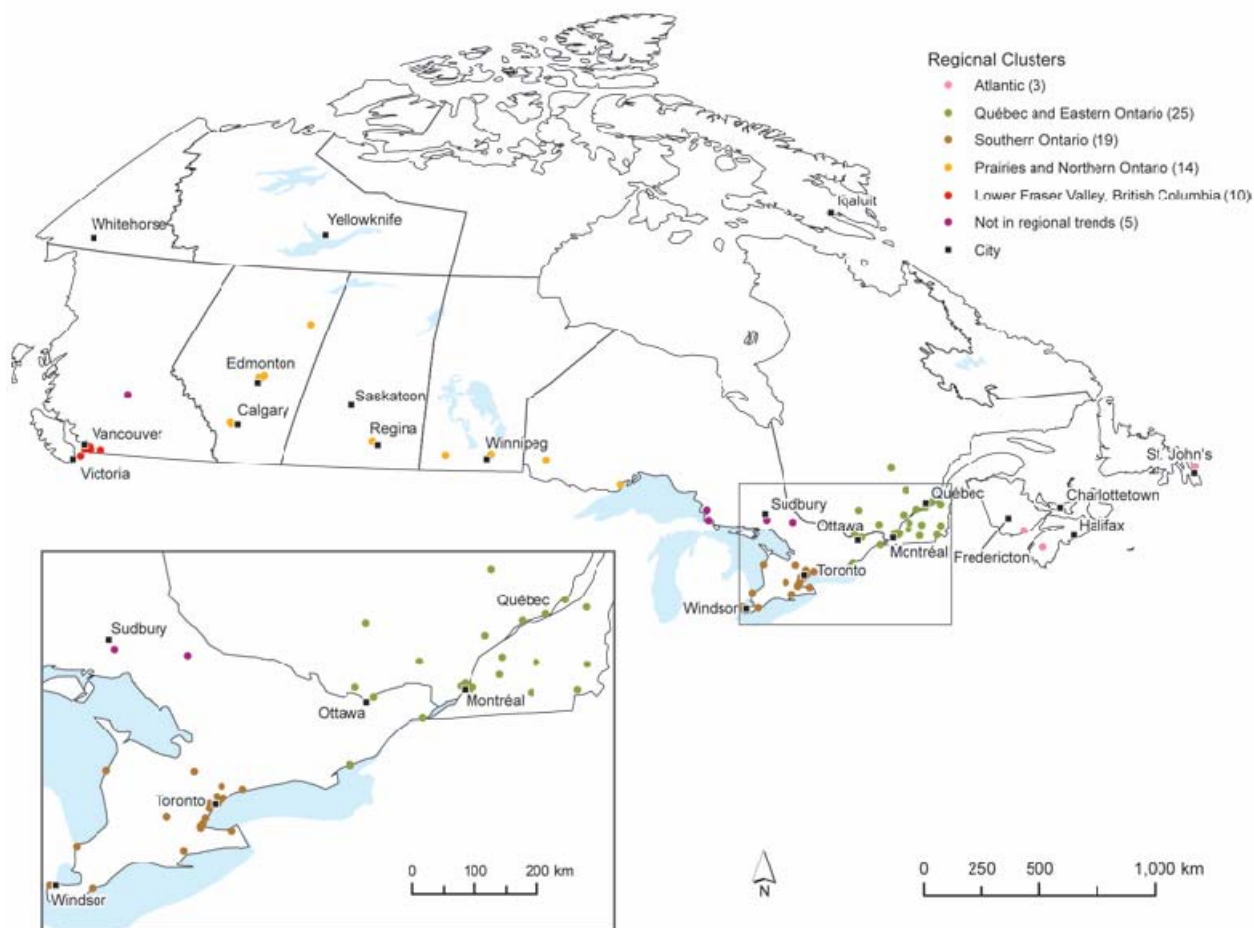 Regional Clusters
Atlantic (3)
Québec and Eastern Ontario (25)
Southern Ontario (19)
Prairies and Northern Ontario (14)
Lower Fraser Valley, British Columbia (10)
Not in regional trends (5)
City
Iqaluit
Whitehorse
Yellowknife
Edmonton
Saskatoon
Calgary
Regina
Vancouver
Winnipeg
Victoria
St. John's
Sudbury
Québec
Charlottetown
Ottawa
Halifax
Montréal
Fredericton
Toronto
Windsor
Québec
Sudbury
Montréal
Ottawa
Toronto
Windsor
0 100 200 km
N
0 250 500 1,000 km